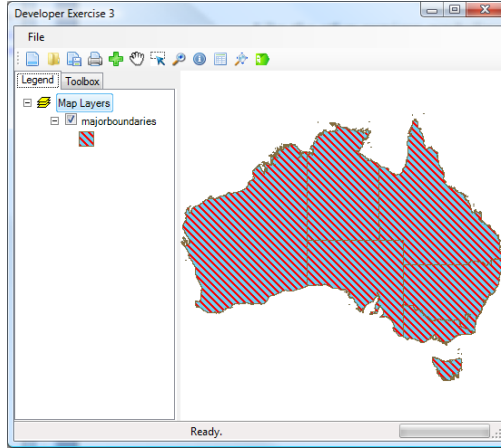 Developer Exercise 3
File
Legend Toolbox
Map Layers
majorboundaries
Ready.